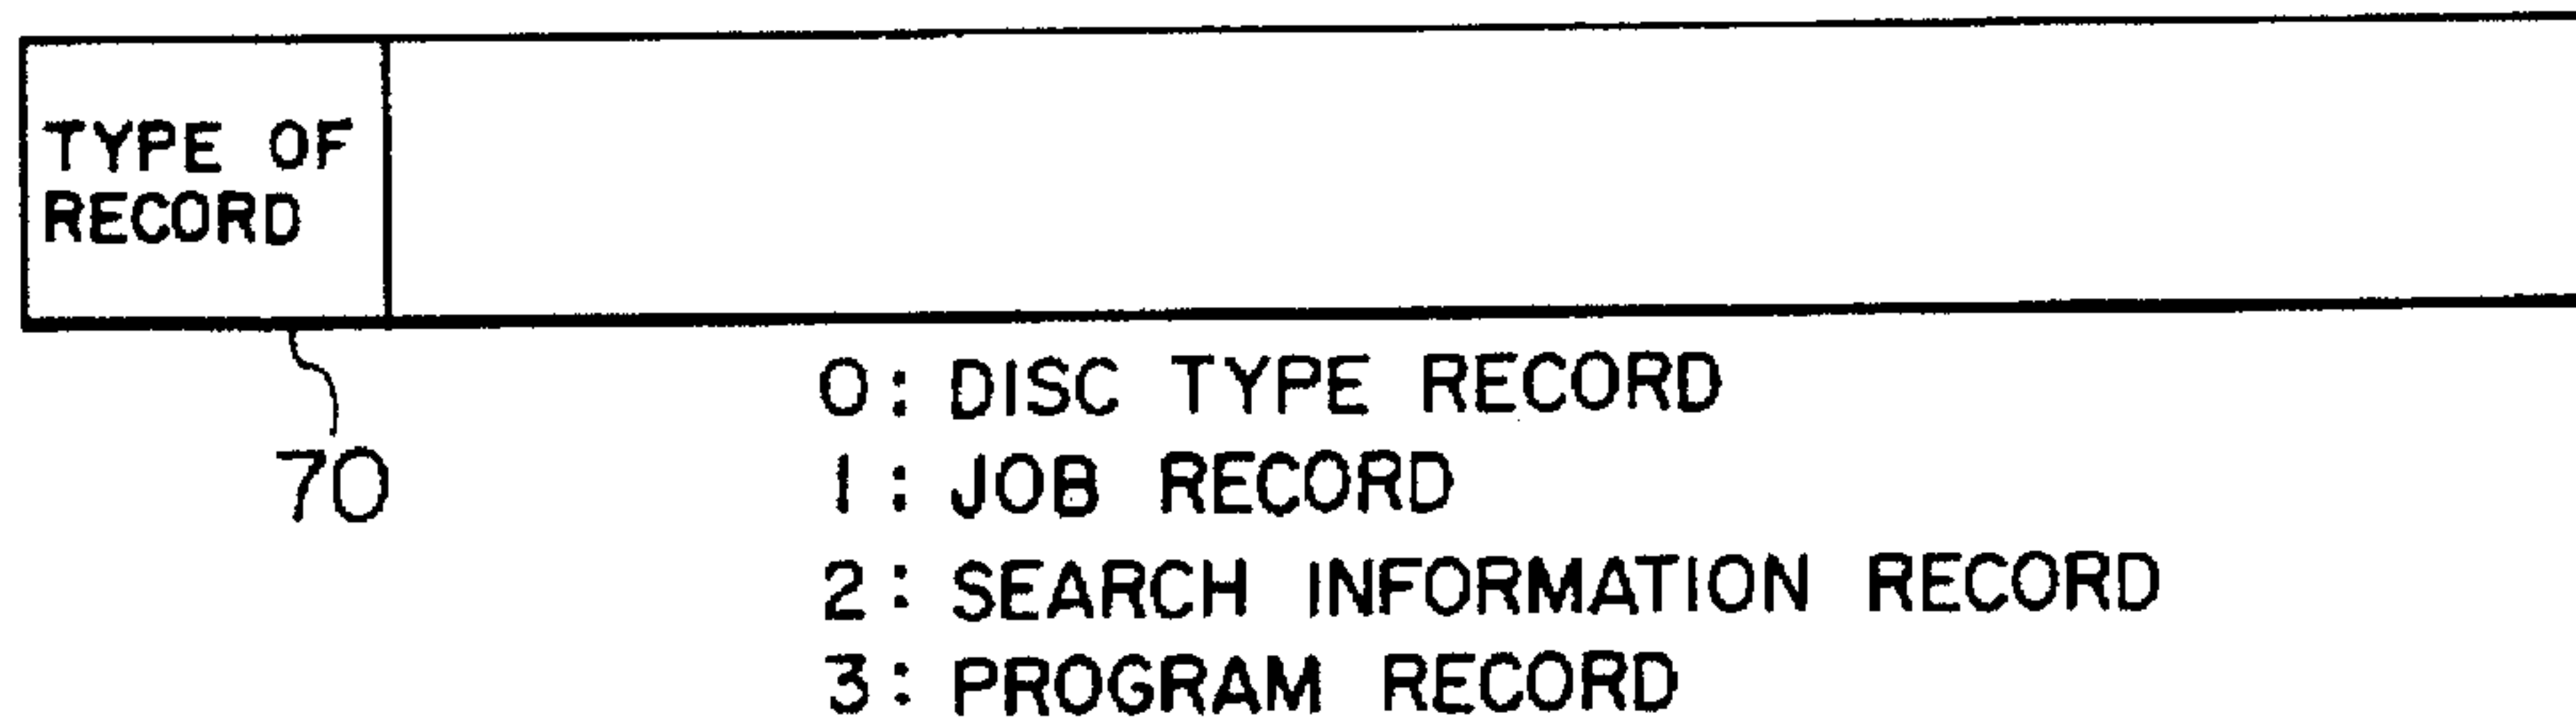 TYPE OF
RECORD
70
0: DISC TYPE RECORD
1: JOB RECORD
2: SEARCH INFORMATION RECORD
3: PROGRAM RECORD